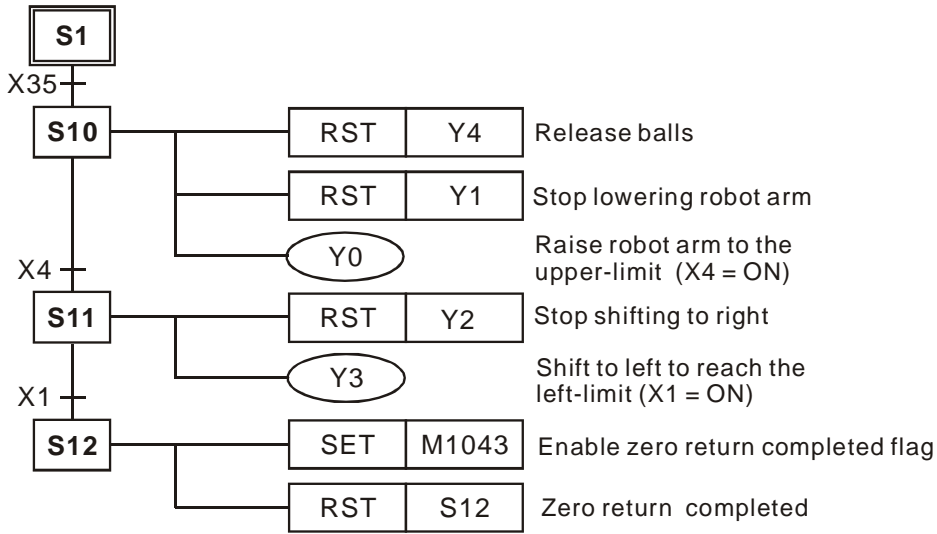 S1
X35
S10
RST Y4 Release balls
RST Y1 Stop lowering robot arm
Y0 Raise robot arm to the
upper-limit (X4 = ON)
X4
S11
RST Y2 Stop shifting to right
Y3 Shift to left to reach the
left-limit (X1 = ON)
X1
S12
SET M1043 Enable zero return completed flag
RST S12 Zero return completed